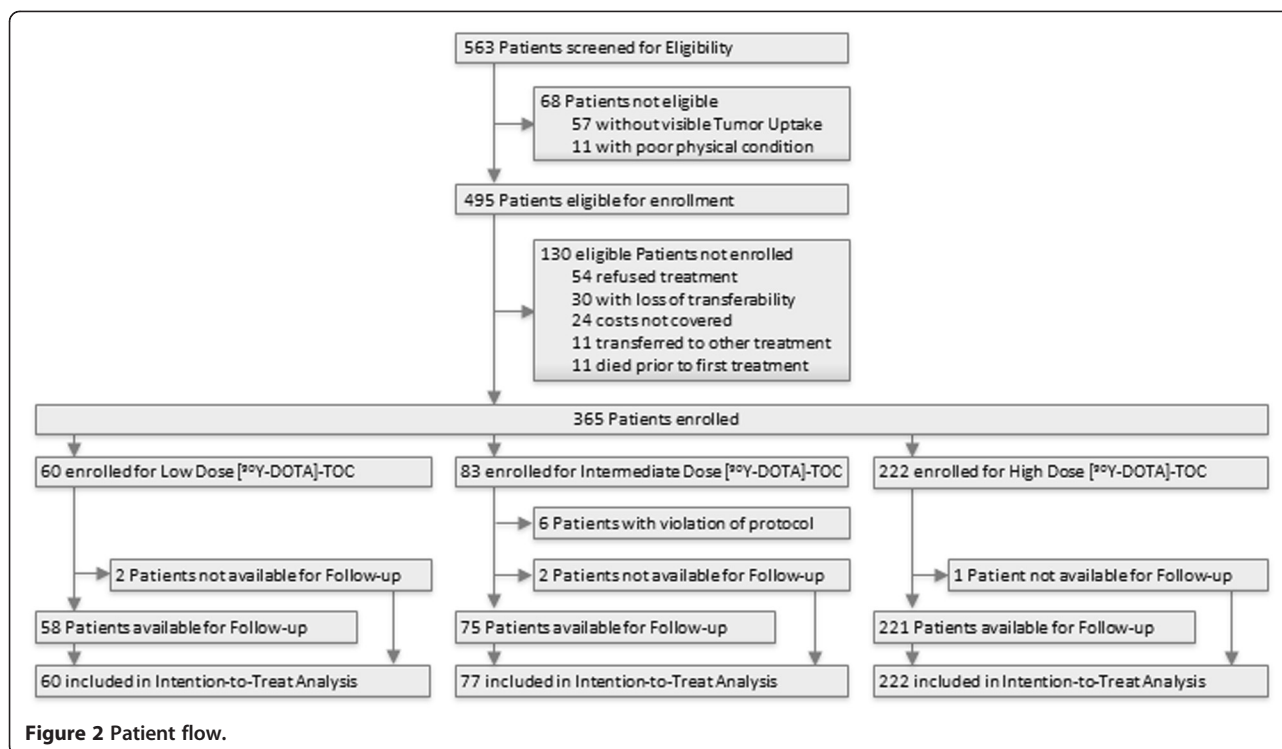 563 Patients screened for Eligibility
68 Patients not eligible
57 without visible Tumor Uptake
11 with poor physical condition
495 Patients eligible for enrollment
130 eligible Patients not enrolled
54 refused treatment
30 with loss of transferability
24 costs not covered
11 transferred to other treatment
11 died prior to first treatment
365 Patients enrolled
60 enrolled for Low Dose [⁹⁰Y-DOTA]-TOC
83 enrolled for Intermediate Dose [⁹⁰Y-DOTA]-TOC
222 enrolled for High Dose [⁹⁰Y-DOTA]-TOC
6 Patients with violation of protocol
2 Patients not available for Follow-up
2 Patients not available for Follow-up
1 Patient not available for Follow-up
58 Patients available for Follow-up
75 Patients available for Follow-up
221 Patients available for Follow-up
60 included in Intention-to-Treat Analysis
77 included in Intention-to-Treat Analysis
222 included in Intention-to-Treat Analysis
Figure 2 Patient flow.